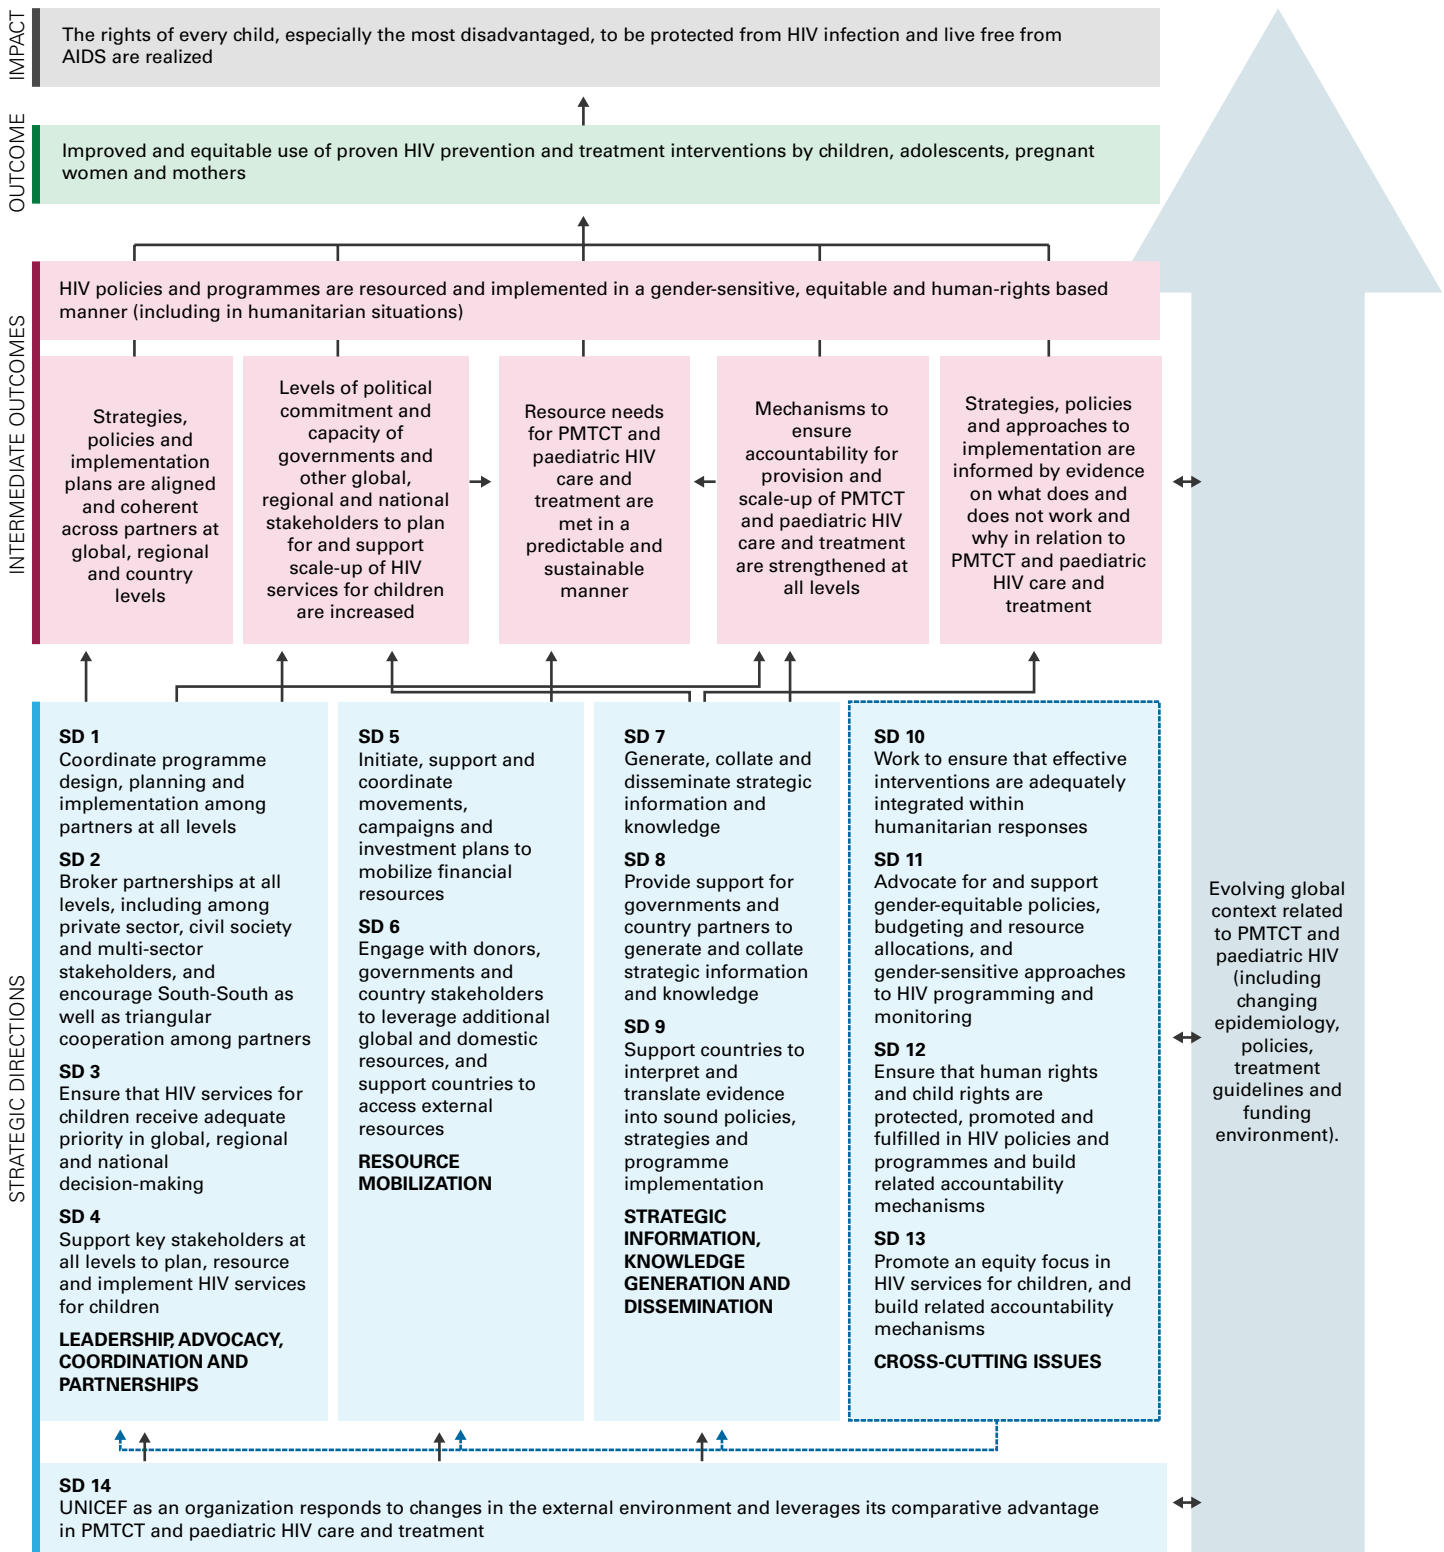 IMPACT
The rights of every child, especially the most disadvantaged, to be protected from HIV infection and live free from
AIDS are realized
OUTCOME
Improved and equitable use of proven HIV prevention and treatment interventions by children, adolescents, pregnant
women and mothers
INTERMEDIATE OUTCOMES
HIV policies and programmes are resourced and implemented in a gender-sensitive, equitable and human-rights based
manner (including in humanitarian situations)
Strategies,
policies and
implementation
plans are aligned
and coherent
across partners at
global, regional
and country
levels
Levels of political
commitment and
capacity of
governments and
other global,
regional and national
stakeholders to plan
for and support
scale-up of HIV
services for children
are increased
Resource needs
for PMTCT and
paediatric HIV
care and
treatment are
met in a
predictable and
sustainable
manner
Mechanisms to
ensure
accountability for
provision and
scale-up of PMTCT
and paediatric HIV
care and treatment
are strengthened at
all levels
Strategies, policies
and approaches to
implementation are
informed by evidence
on what does and
does not work and
why in relation to
PMTCT and paediatric
HIV care and
treatment
STRATEGIC DIRECTIONS
SD 1
Coordinate programme
design, planning and
implementation among
partners at all levels
SD 2
Broker partnerships at all
levels, including among
private sector, civil society
and multi-sector
stakeholders, and
encourage South-South as
well as triangular
cooperation among partners
SD 3
Ensure that HIV services for
children receive adequate
priority in global, regional
and national
decision-making
SD 4
Support key stakeholders at
all levels to plan, resource
and implement HIV services
for children
LEADERSHIP, ADVOCACY,
COORDINATION AND
PARTNERSHIPS
SD 5
Initiate, support and
coordinate
movements,
campaigns and
investment plans to
mobilize financial
resources
SD 6
Engage with donors,
governments and
country stakeholders
to leverage additional
global and domestic
resources, and
support countries to
access external
resources
RESOURCE
MOBILIZATION
SD 7
Generate, collate and
disseminate strategic
information and
knowledge
SD 8
Provide support for
governments and
country partners to
generate and collate
strategic information
and knowledge
SD 9
Support countries to
interpret and
translate evidence
into sound policies,
strategies and
programme
implementation
STRATEGIC
INFORMATION,
KNOWLEDGE
GENERATION AND
DISSEMINATION
SD 10
Work to ensure that effective
interventions are adequately
integrated within
humanitarian responses
SD 11
Advocate for and support
gender-equitable policies,
budgeting and resource
allocations, and
gender-sensitive approaches
to HIV programming and
monitoring
SD 12
Ensure that human rights
and child rights are
protected, promoted and
fulfilled in HIV policies and
programmes and build
related accountability
mechanisms
SD 13
Promote an equity focus in
HIV services for children, and
build related accountability
mechanisms
CROSS-CUTTING ISSUES
Evolving global
context related
to PMTCT and
paediatric HIV
(including
changing
epidemiology,
policies,
treatment
guidelines and
funding
environment).
SD 14
UNICEF as an organization responds to changes in the external environment and leverages its comparative advantage
in PMTCT and paediatric HIV care and treatment